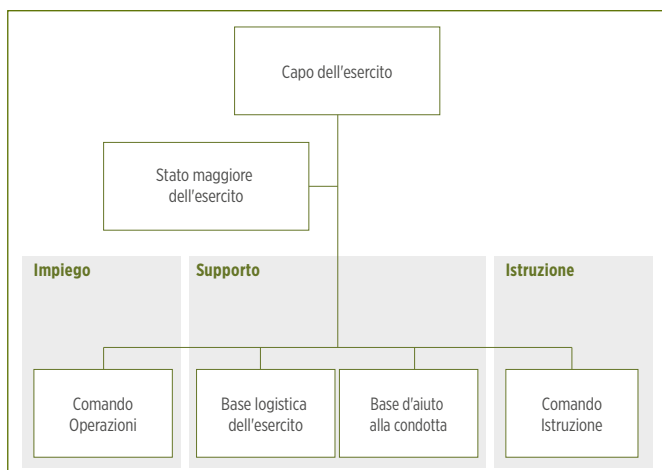 Capo dell'esercito
Stato maggiore
dell'esercito
Impiego
Supporto
Istruzione
Comando
Operazioni
Base logistica
dell'esercito
Base d'aiuto
alla condotta
Comando
Istruzione